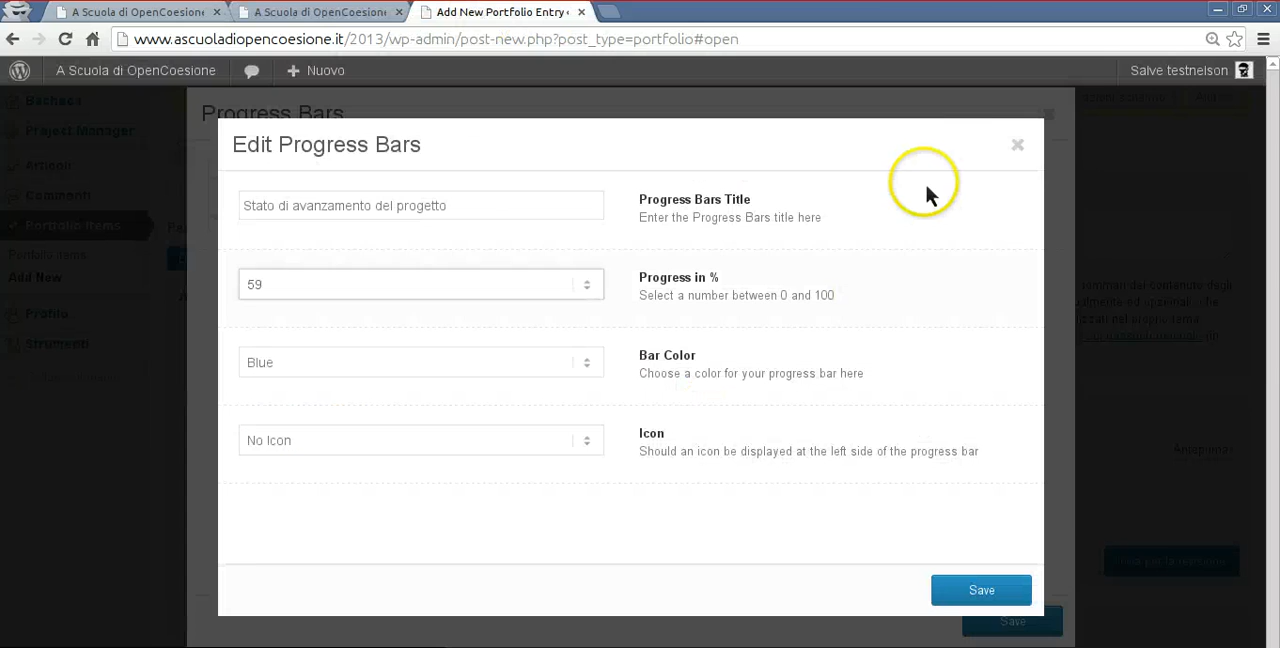 A Scuola di OpenCoesione
A Scuola di OpenCoesione
Add New Portfolio Entry
www.ascuoladiopencoesione.it/2013/wp-admin/post-new.php?post_type=portfolio#open
A Scuola di OpenCoesione
Nuovo
Salve testnelson
Bacheca
Progress Bars
Project Manager
Edit Progress Bars
Articoli
Commenti
Portfolio Items
Portfolio Items
Add New
Profilo
Strumenti
Stato di avanzamento del progetto
Progress Bars Title
Enter the Progress Bars title here
59
Progress in %
Select a number between 0 and 100
Blue
Bar Color
Choose a color for your progress bar here
No Icon
Icon
Should an icon be displayed at the left side of the progress bar
Anteprima
Save
Save